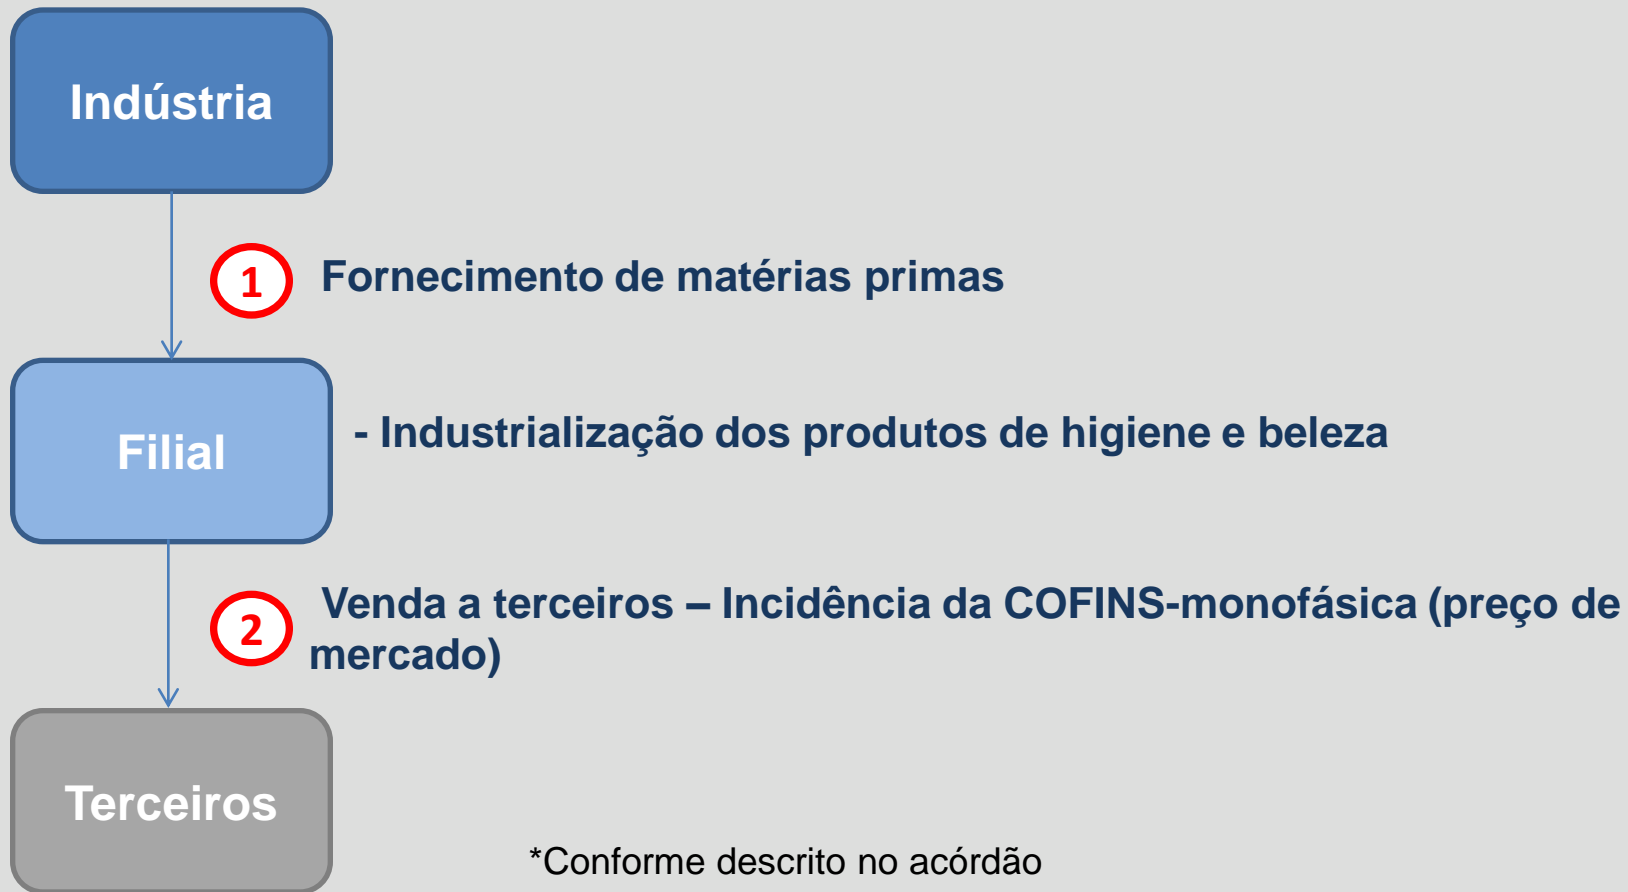 Indústria
1
Fornecimento de matérias primas
Filial
- Industrialização dos produtos de higiene e beleza
2
Venda a terceiros – Incidência da COFINS-monofásica (preço de
mercado)
Terceiros
*Conforme descrito no acórdão